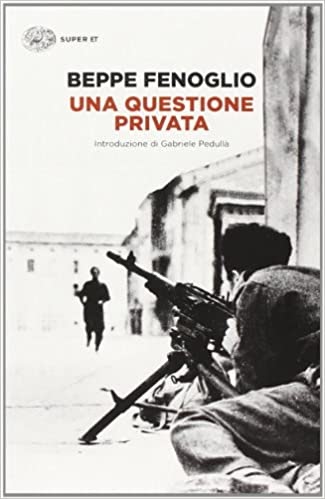 SUPER ET
BEPPE FENOGLIO
UNA QUESTIONE
PRIVATA
Introduzione di Gabriele Pedullà